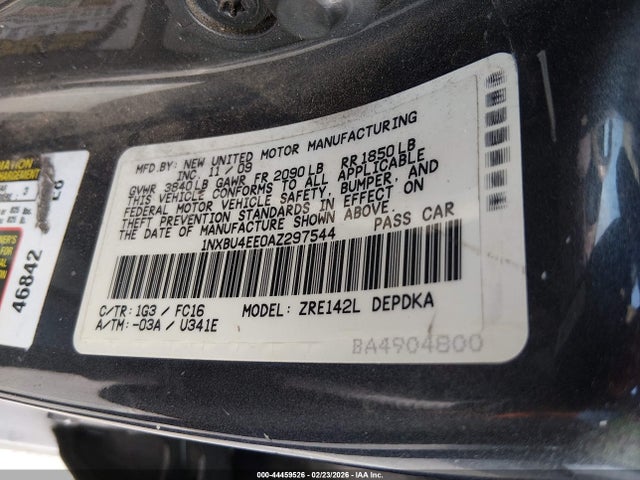 MFD.BY: NEW UNITED MOTOR MANUFACTURING
INC. 11/09
GVWR 3840LB GAWR FR 2090LB RR1850LB
THIS VEHICLE CONFORMS TO ALL APPLICABLE
FEDERAL MOTOR VEHICLE SAFETY, BUMPER, AND
THEFT PREVENTION STANDARDS IN EFFECT ON
THE DATE OF MANUFACTURE SHOWN ABOVE.
1NXBU4EE0AZ297544 PASS CAR
C/TR: 1G3 / FC16 MODEL: ZRE142L DEPDKA
A/TM: -03A / U341E
BA4904800
46842
000-44459526 - 02/23/2026 - COPART USA, INC.